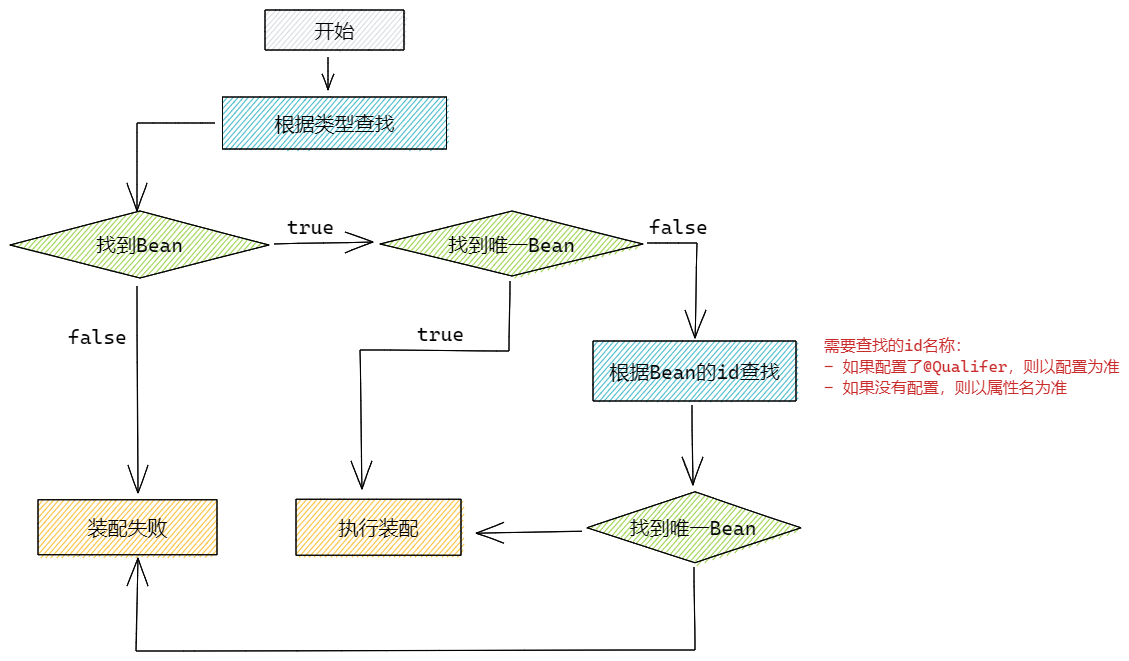 开始
根据类型查找
找到Bean
true
找到唯一Bean
false
false
true
根据Bean的id查找
需要查找的id名称:
- 如果配置了@Qualifer，则以配置为准
- 如果没有配置，则以属性名为准
装配失败
执行装配
找到唯一Bean